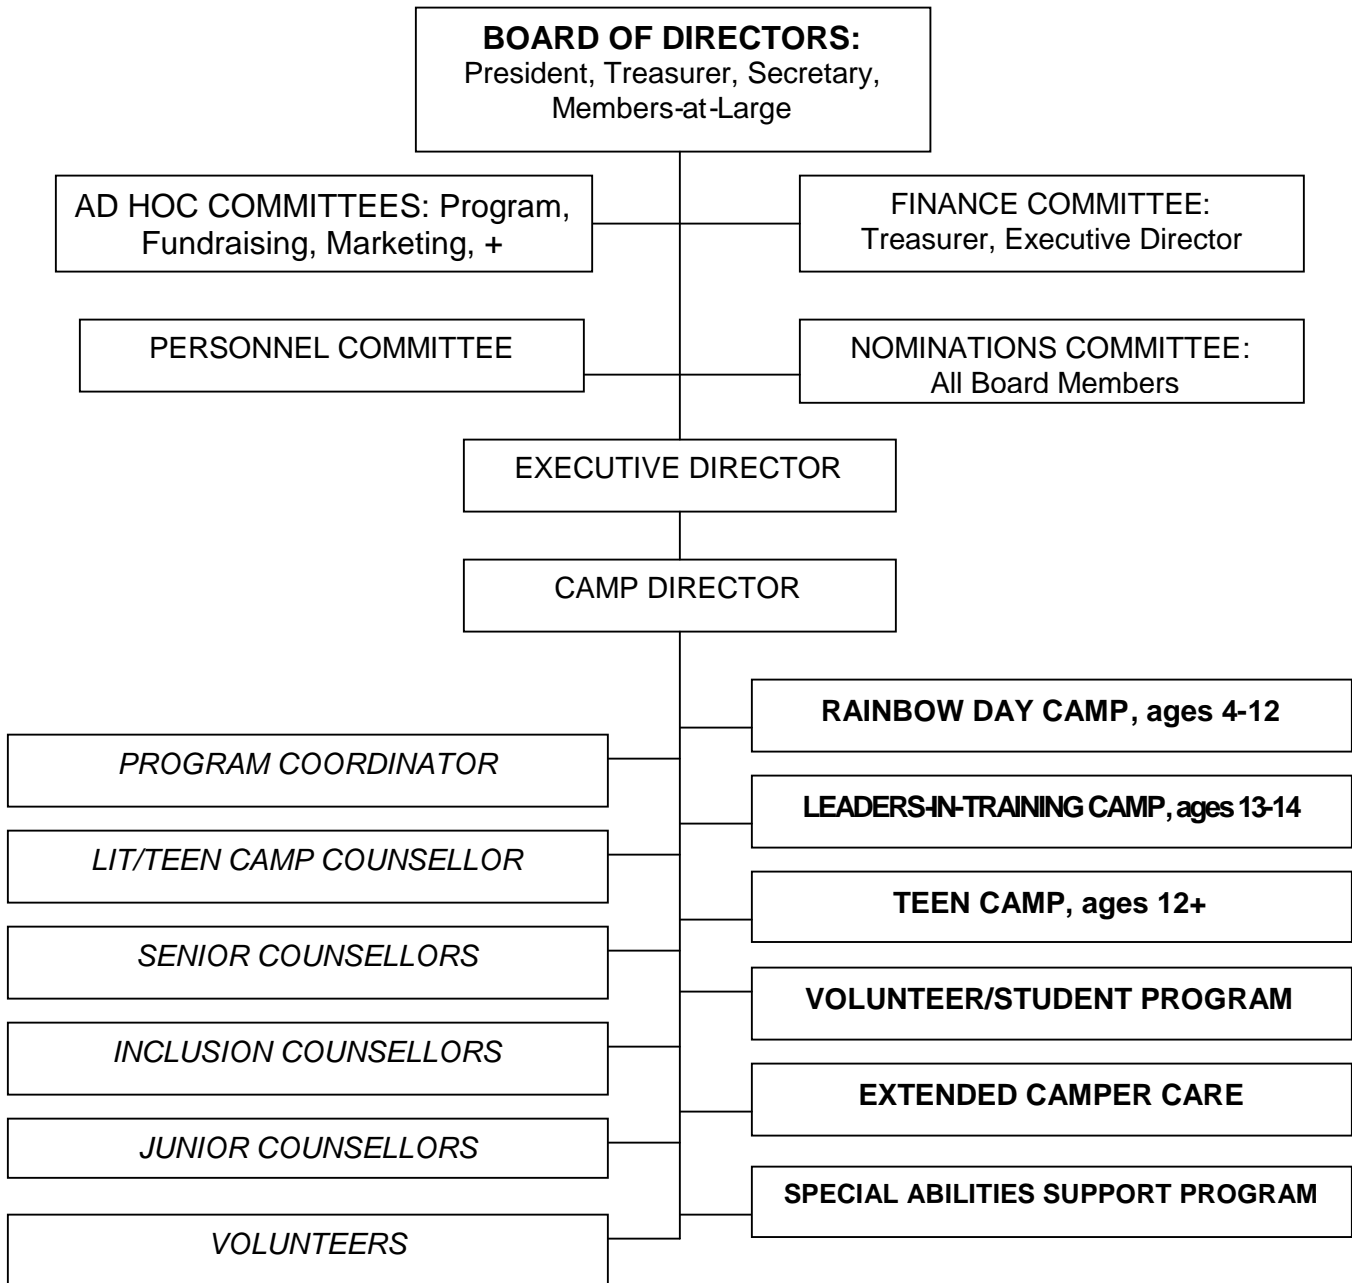 BOARD OF DIRECTORS:
President, Treasurer, Secretary,
Members-at-Large
AD HOC COMMITTEES: Program,
Fundraising, Marketing, +
FINANCE COMMITTEE:
Treasurer, Executive Director
PERSONNEL COMMITTEE
NOMINATIONS COMMITTEE:
All Board Members
EXECUTIVE DIRECTOR
CAMP DIRECTOR
RAINBOW DAY CAMP, ages 4-12
PROGRAM COORDINATOR
LEADERS-IN-TRAINING CAMP, ages 13-14
LIT/TEEN CAMP COUNSELLOR
TEEN CAMP, ages 12+
SENIOR COUNSELLORS
VOLUNTEER/STUDENT PROGRAM
INCLUSION COUNSELLORS
EXTENDED CAMPER CARE
JUNIOR COUNSELLORS
SPECIAL ABILITIES SUPPORT PROGRAM
VOLUNTEERS